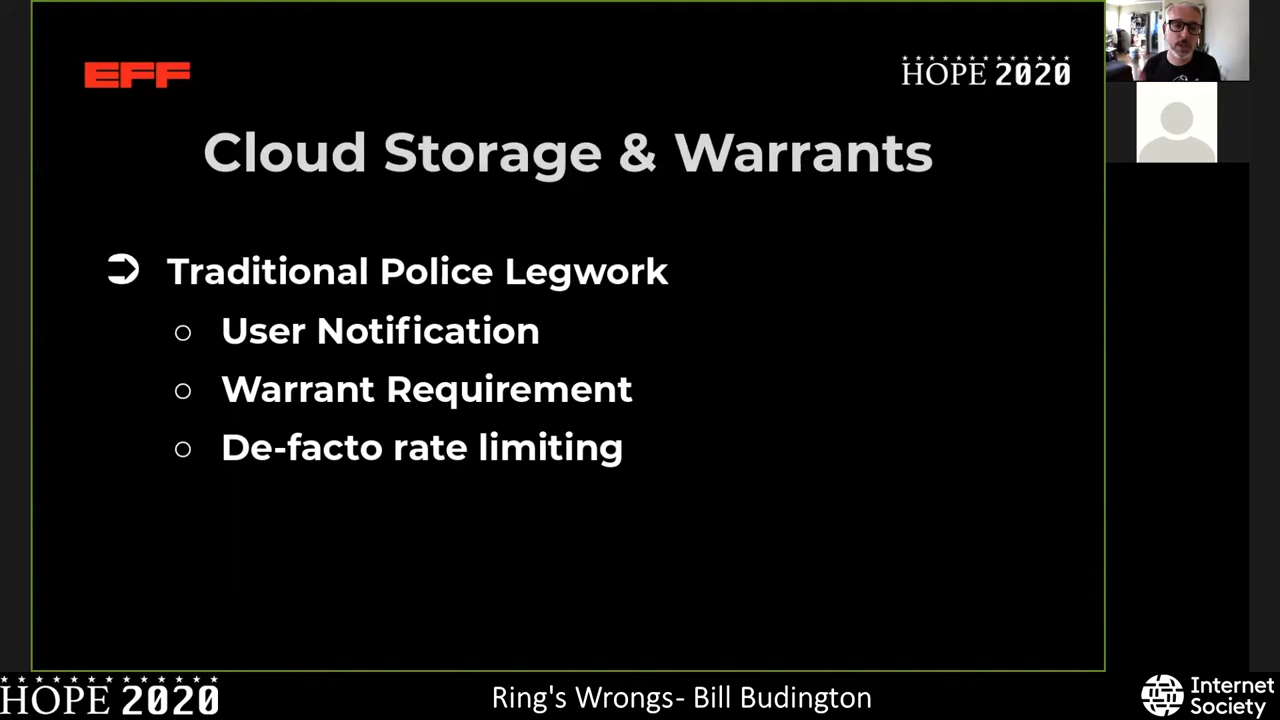 EFF
HOPE 2020
Cloud Storage & Warrants
Traditional Police Legwork
User Notification
Warrant Requirement
De-facto rate limiting
HOPE 2020
Ring's Wrongs- Bill Budington
Internet
Society